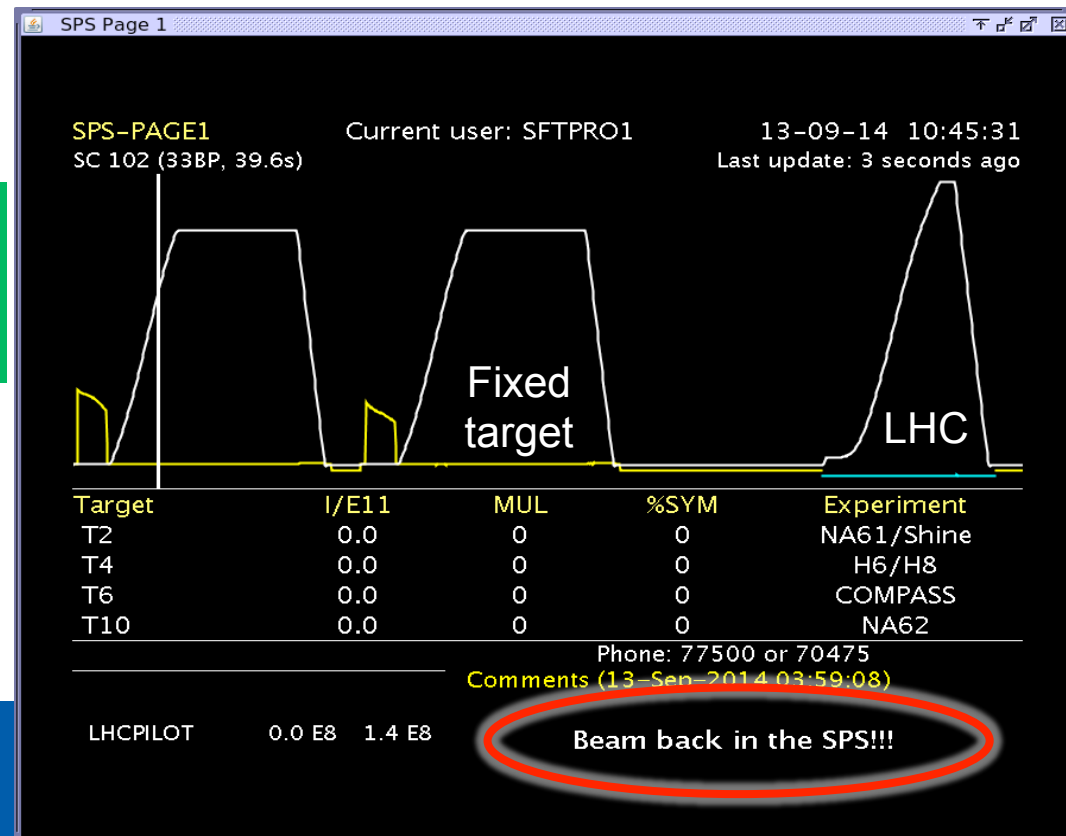 SPS Page 1
SPS-PAGE1 Current user: SFTPRO1 13-09-14 10:45:31
SC 102 (33BP, 39.6s) Last update: 3 seconds ago
Fixed
target
LHC
Target I/E11 MUL %SYM Experiment
T2 0.0 0 0 NA61/Shine
T4 0.0 0 0 H6/H8
T6 0.0 0 0 COMPASS
T10 0.0 0 0 NA62
Phone: 77500 or 70475
Comments (13-Sep-2014 03:59:08)
LHCPILOT 0.0 E8 1.4 E8 Beam back in the SPS!!!